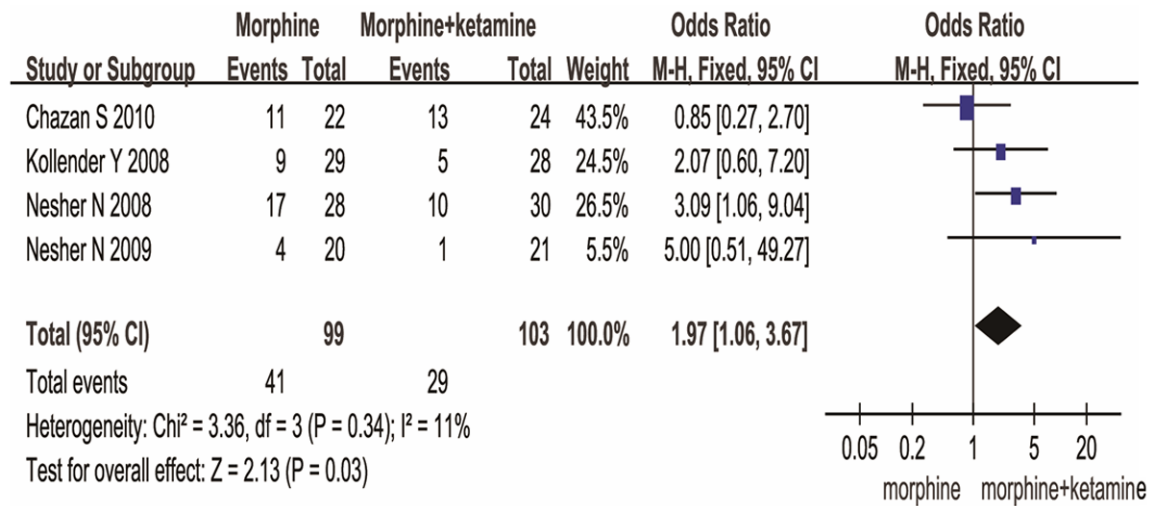 Morphine Morphine+ketamine Odds Ratio Odds Ratio
Study or Subgroup Events Total Events Total Weight M-H, Fixed, 95% CI M-H, Fixed, 95% CI
Chazan S 2010 11 22 13 24 43.5% 0.85 [0.27, 2.70]
Kollender Y 2008 9 29 5 28 24.5% 2.07 [0.60, 7.20]
Nesher N 2008 17 28 10 30 26.5% 3.09 [1.06, 9.04]
Nesher N 2009 4 20 1 21 5.5% 5.00 [0.51, 49.27]
Total (95% CI) 99 103 100.0% 1.97 [1.06, 3.67]
Total events 41 29
Heterogeneity: Chi² = 3.36, df = 3 (P = 0.34); I² = 11%
Test for overall effect: Z = 2.13 (P = 0.03)
0.05 0.2 1 5 20
morphine morphine+ketamine